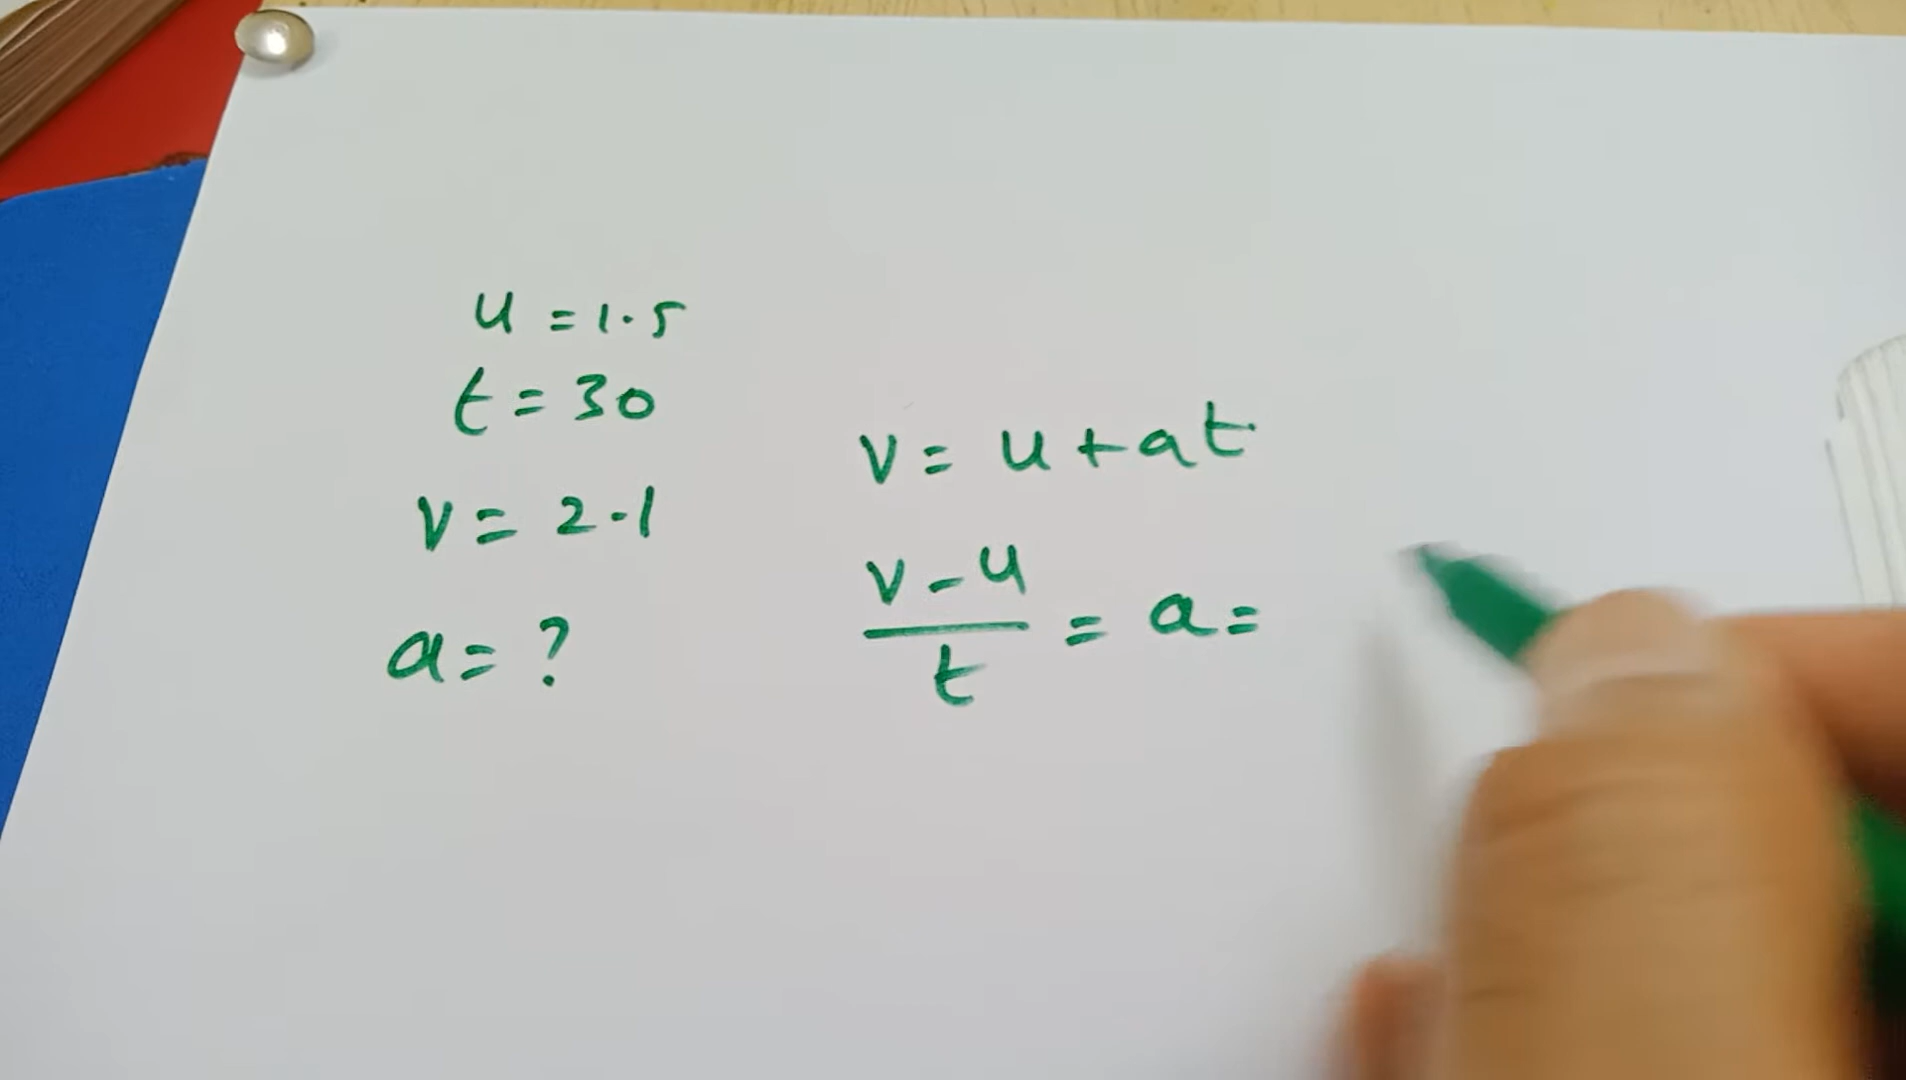 u = 1.5
t = 30
v = 2.1
a = ?
v = u + at
v - u
t
= a =